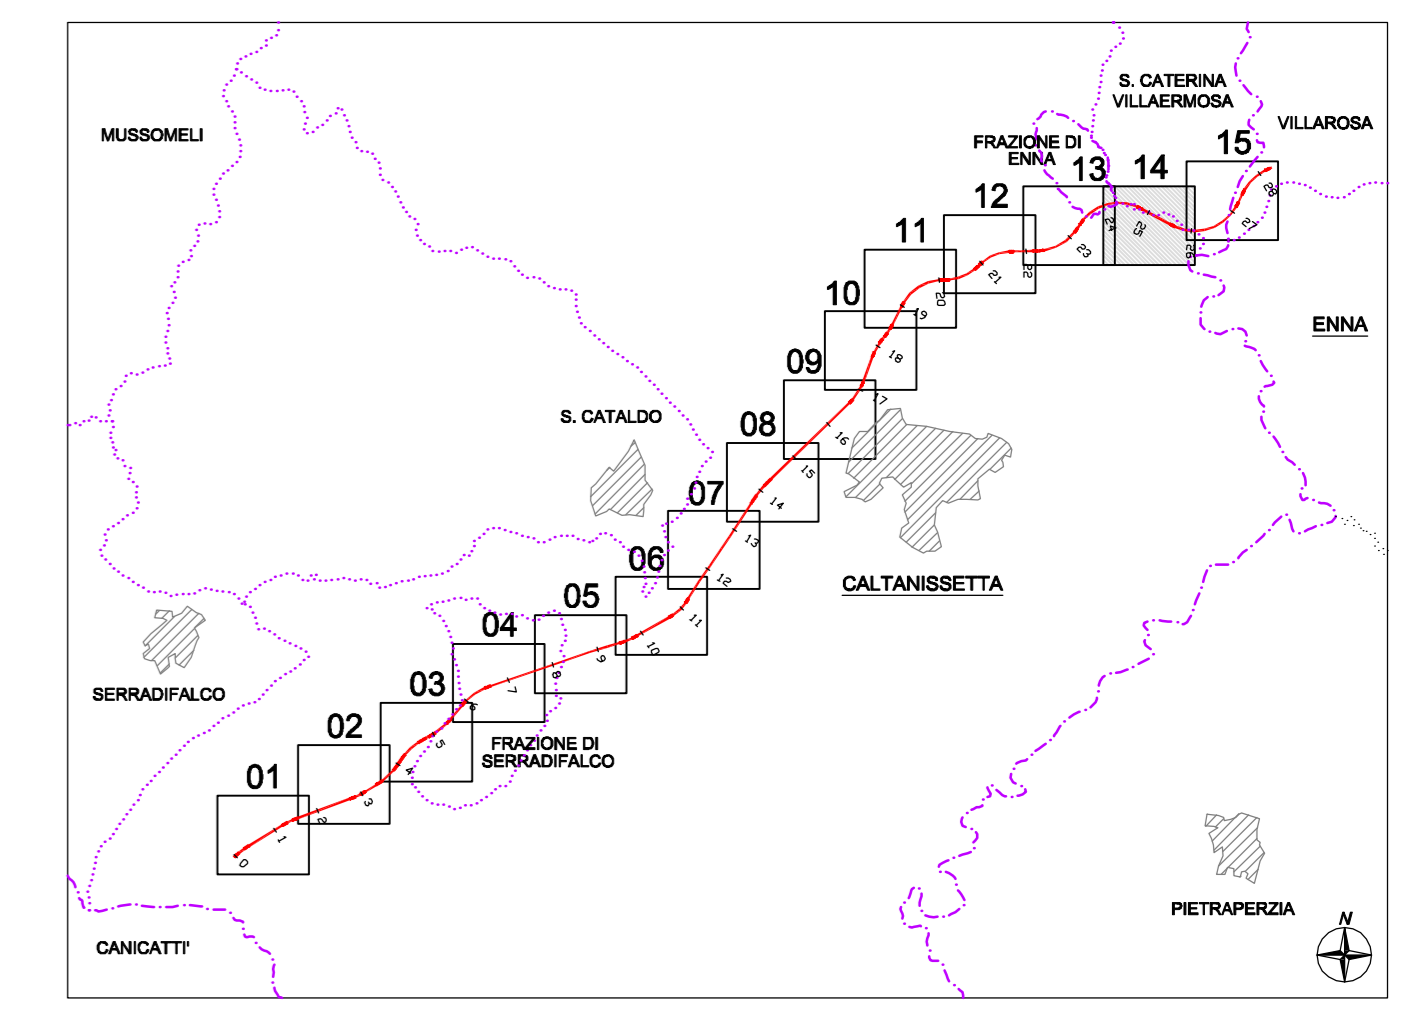 S. CATERINA
VILLAERMOSA
VILLAROSA
MUSSOMELI
FRAZIONE DI
ENNA
15
14
13
12
11
10
09
08
07
06
05
04
03
02
01
ENNA
S. CATALDO
CALTANISSETTA
SERRADIFALCO
FRAZIONE DI
SERRADIFALCO
PIETRAPERZIA
CANICATTI'
N
0
1
2
3
4
5
6
7
8
9
10
11
12
13
14
15
16
17
18
19
20
21
22
23
24
25
26
27
28